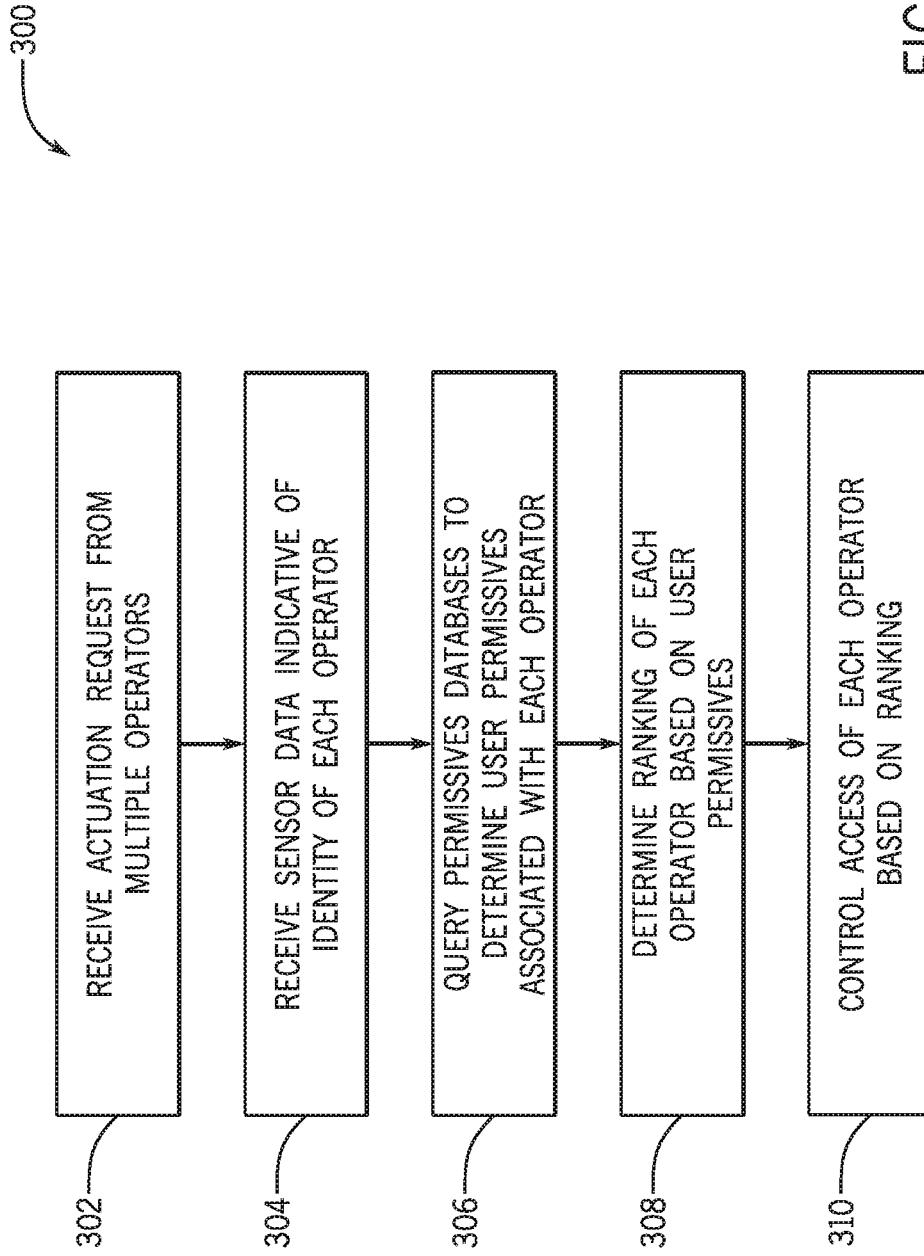 300
302
RECEIVE ACTUATION REQUEST FROM
MULTIPLE OPERATORS
304
RECEIVE SENSOR DATA INDICATIVE OF
IDENTITY OF EACH OPERATOR
306
QUERY PERMISSIVES DATABASES TO
DETERMINE USER PERMISSIVES
ASSOCIATED WITH EACH OPERATOR
308
DETERMINE RANKING OF EACH
OPERATOR BASED ON USER
PERMISSIVES
310
CONTROL ACCESS OF EACH OPERATOR
BASED ON RANKING